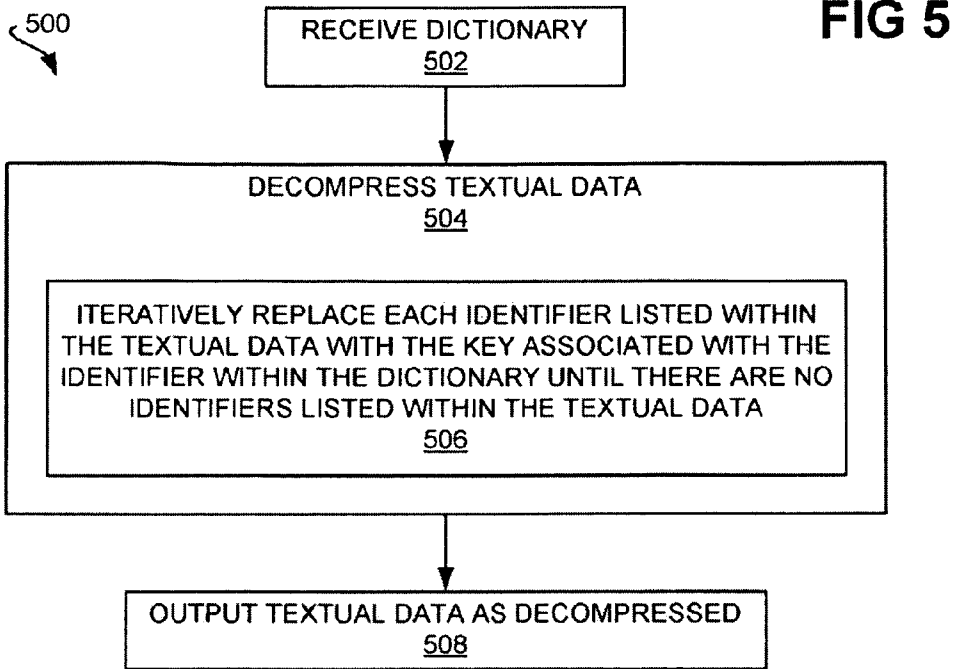 500
FIG 5
RECEIVE DICTIONARY
502
DECOMPRESS TEXTUAL DATA
504
ITERATIVELY REPLACE EACH IDENTIFIER LISTED WITHIN
THE TEXTUAL DATA WITH THE KEY ASSOCIATED WITH THE
IDENTIFIER WITHIN THE DICTIONARY UNTIL THERE ARE NO
IDENTIFIERS LISTED WITHIN THE TEXTUAL DATA
506
OUTPUT TEXTUAL DATA AS DECOMPRESSED
508